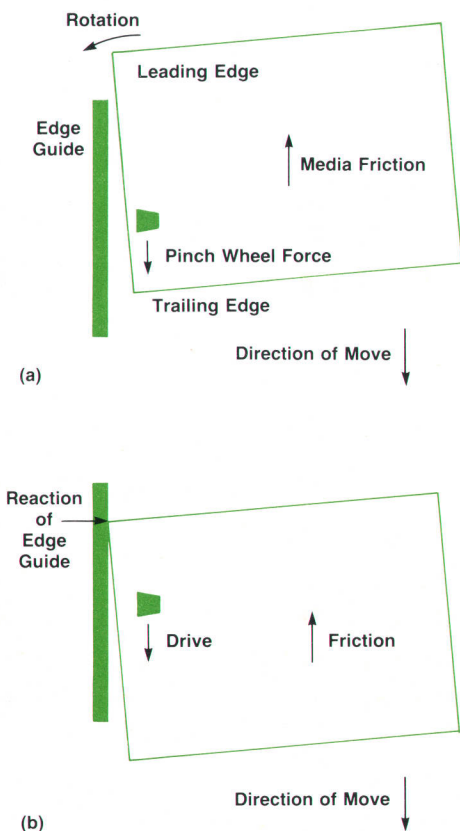 Rotation
Leading Edge
Edge
Guide
Media Friction
Pinch Wheel Force
Trailing Edge
Direction of Move
(a)
Reaction
of
Edge
Guide
Drive
Friction
Direction of Move
(b)